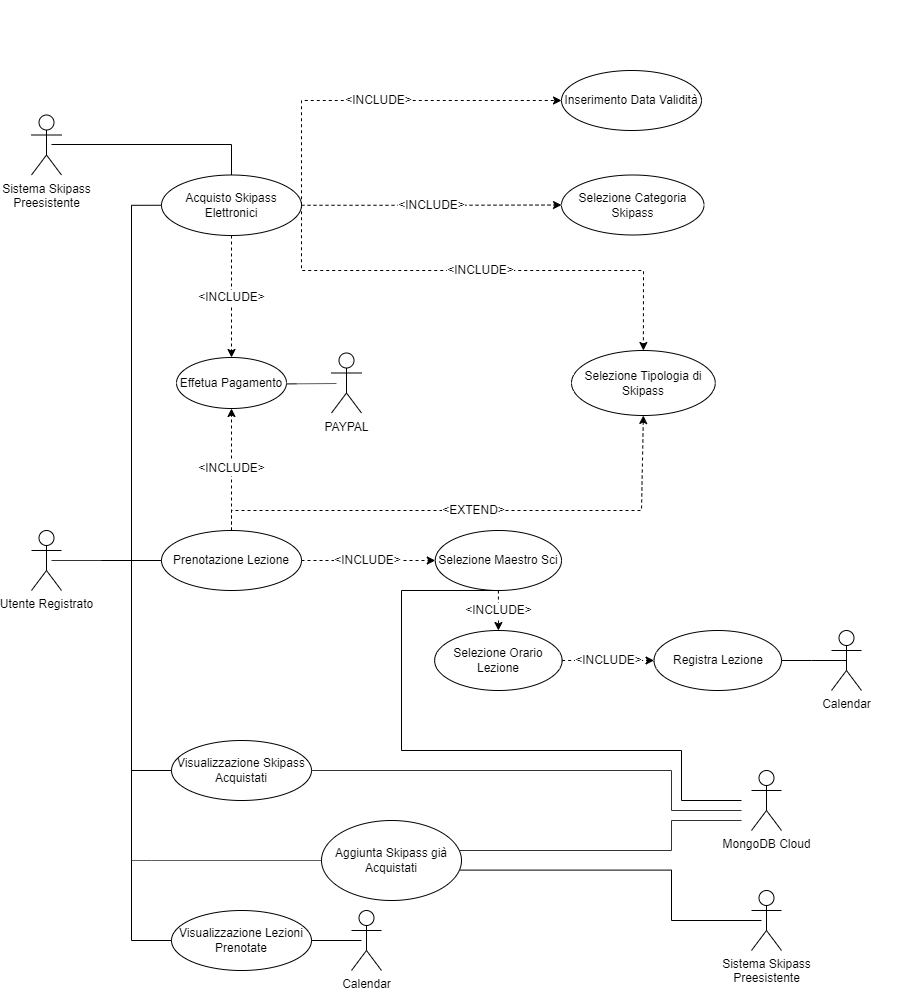 <INCLUDE>
Inserimento Data Validità
Sistema Skipass
Preesistente
Acquisto Skipass
Elettronici
<INCLUDE>
Selezione Categoria
Skipass
<INCLUDE>
<INCLUDE>
Effetua Pagamento
PAYPAL
Selezione Tipologia di
Skipass
<INCLUDE>
<EXTEND>
Utente Registrato
Prenotazione Lezione
<INCLUDE>
Selezione Maestro Sci
<INCLUDE>
Selezione Orario
Lezione
<INCLUDE>
Registra Lezione
Calendar
Visualizzazione Skipass
Acquistati
MongoDB Cloud
Aggiunta Skipass già
Acquistati
Visualizzazione Lezioni
Prenotate
Calendar
Sistema Skipass
Preesistente